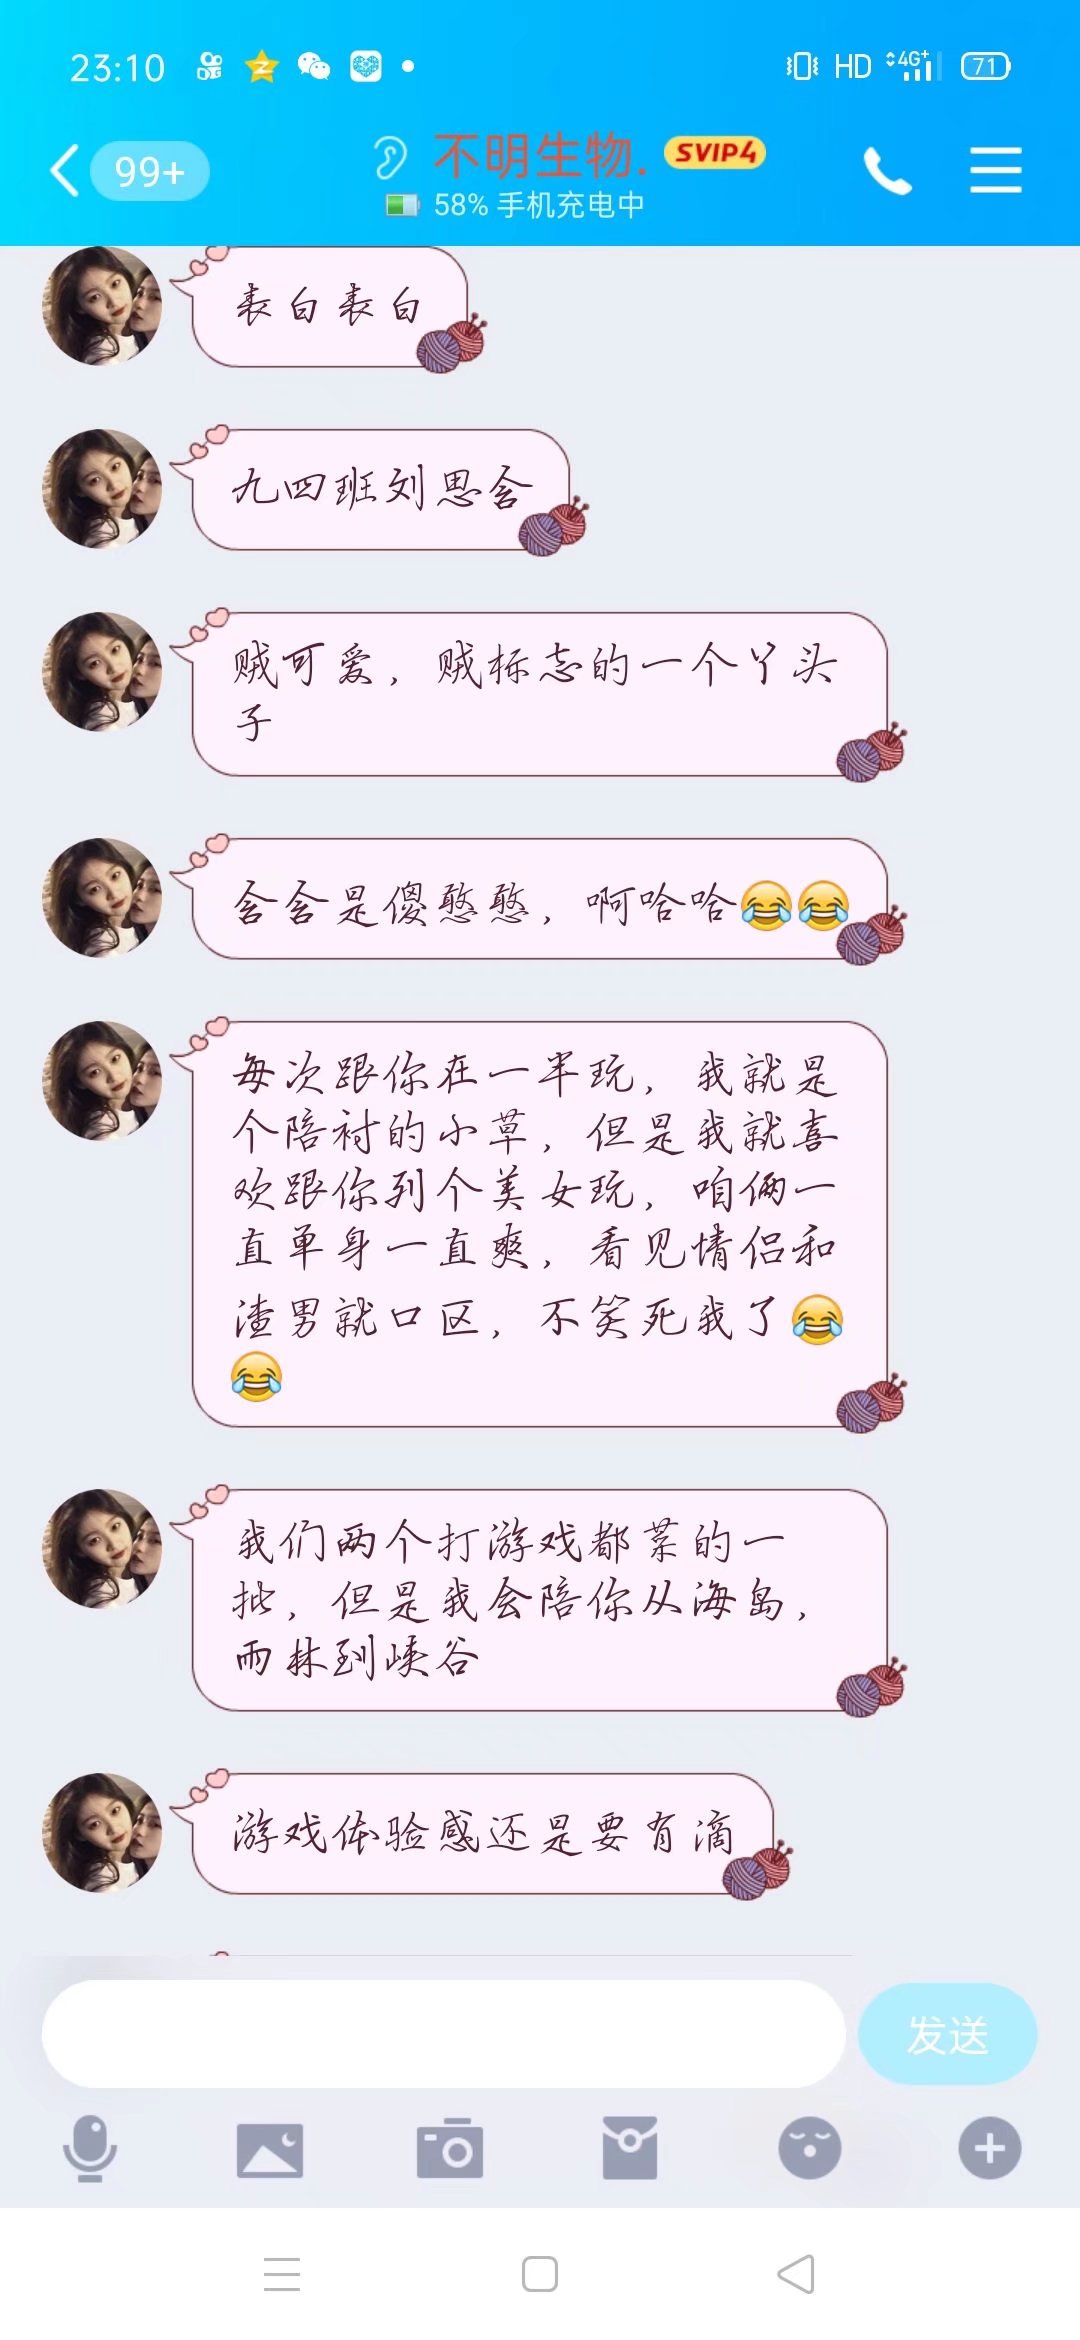 23:10
HD 4G+ 71
99+
不明生物. SVIP4
58% 手机充电中
表白表白
九四班刘思含
贼可爱，贼标志的一个丫头
子
含含是傻憨憨，啊哈哈😂😂
每次跟你在一半玩，我就是
个陪衬的小草，但是我就喜
欢跟你列个美女玩，咱俩一
直单身一直爽，看见情侣和
渣男就口区，不笑死我了😂
😂
我们两个打游戏都菜的一
批，但是我会陪你从海岛，
雨林到峡谷
游戏体验感还是要有滴
发送